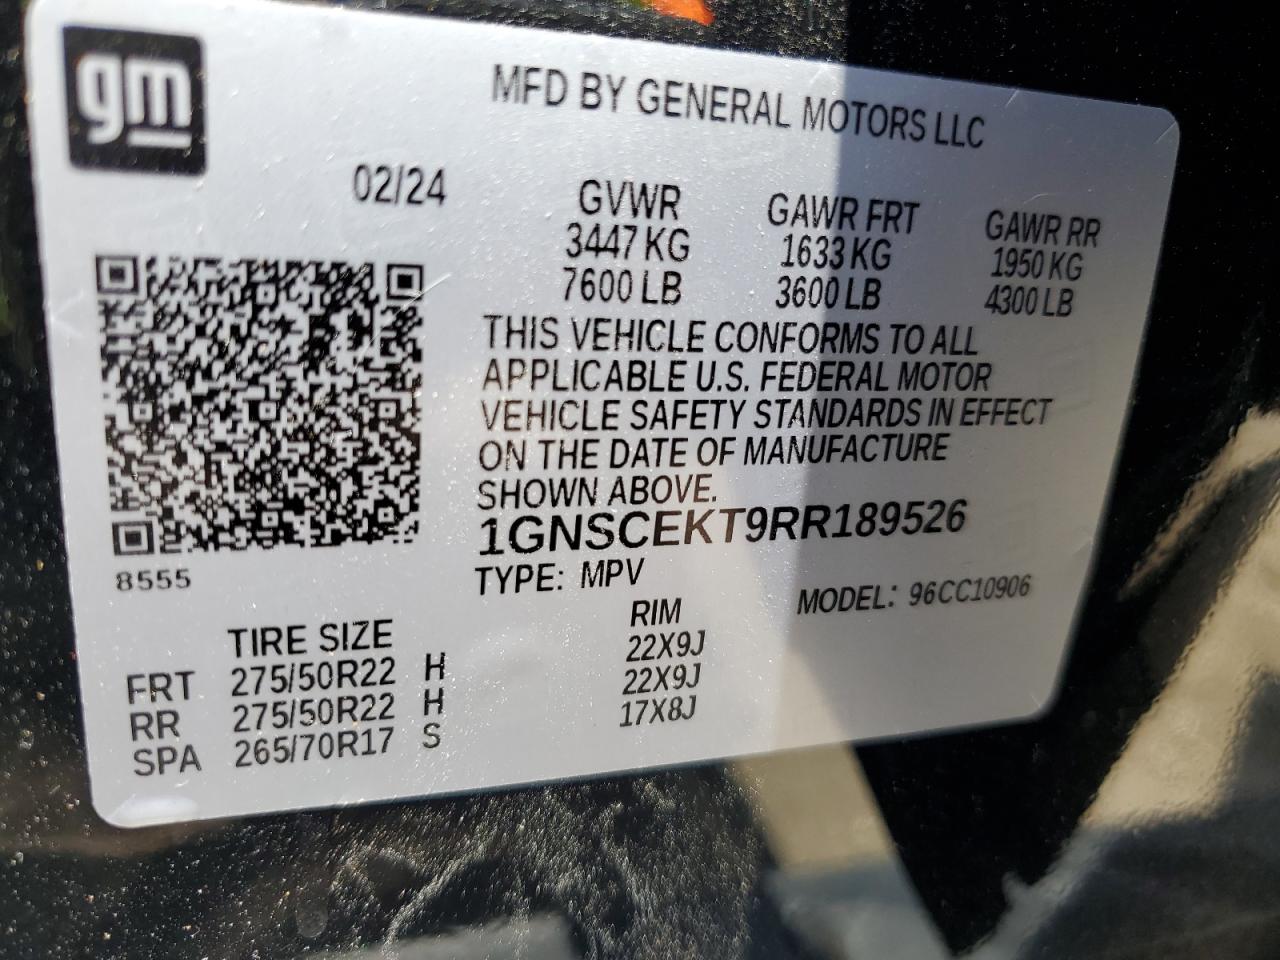 gm
MFD BY GENERAL MOTORS LLC
02/24
GVWR GAWR FRT GAWR RR
3447 KG 1633 KG 1950 KG
7600 LB 3600 LB 4300 LB
THIS VEHICLE CONFORMS TO ALL
APPLICABLE U.S. FEDERAL MOTOR
VEHICLE SAFETY STANDARDS IN EFFECT
ON THE DATE OF MANUFACTURE
SHOWN ABOVE.
1GNSCEKT9RR189526
8555
TYPE: MPV MODEL: 96CC10906
TIRE SIZE RIM
FRT 275/50R22 H 22X9J
RR 275/50R22 H 22X9J
SPA 265/70R17 S 17X8J